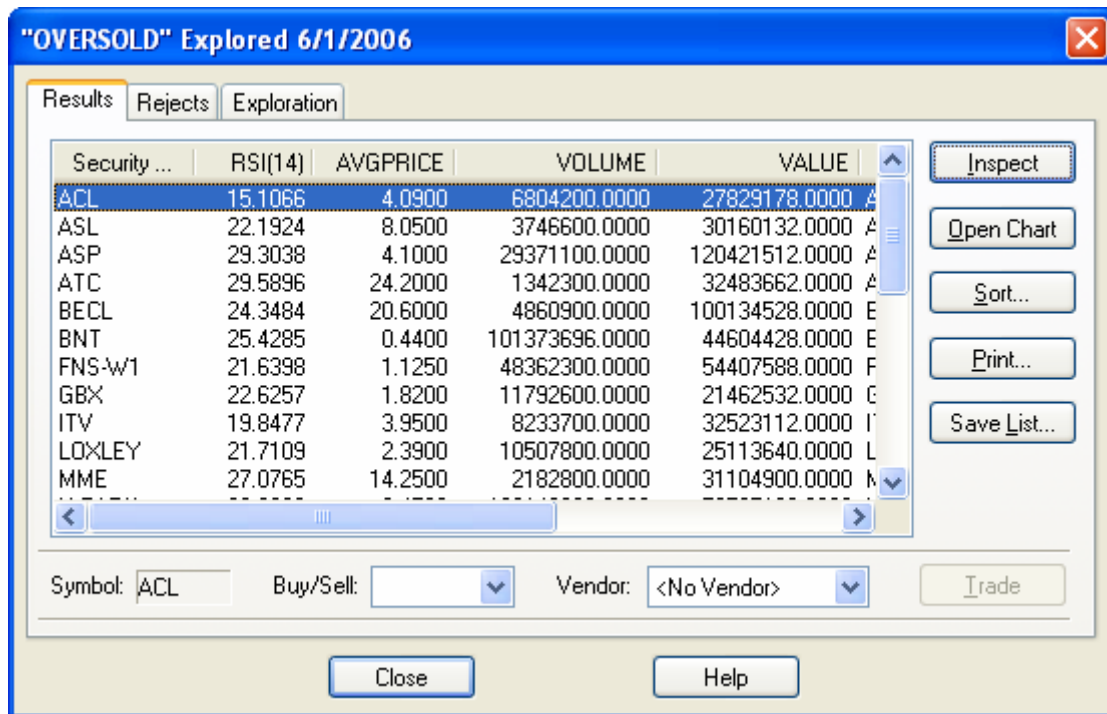 "OVERSOLD" Explored 6/1/2006
Results Rejects Exploration
Security ... RSI(14) AVGPRICE VOLUME VALUE
ACL 15.1066 4.0900 6804200.0000 27829178.0000 A
ASL 22.1924 8.0500 3746600.0000 30160132.0000 A
ASP 29.3038 4.1000 29371100.0000 120421512.0000 A
ATC 29.5896 24.2000 1342300.0000 32483662.0000 A
BECL 24.3484 20.6000 4860900.0000 100134528.0000 E
BNT 25.4285 0.4400 101373696.0000 44604428.0000 E
FNS-W1 21.6398 1.1250 48362300.0000 54407588.0000 F
GBX 22.6257 1.8200 11792600.0000 21462532.0000 G
ITV 19.8477 3.9500 8233700.0000 32523112.0000 I
LOXLEY 21.7109 2.3900 10507800.0000 25113640.0000 L
MME 27.0765 14.2500 2182800.0000 31104900.0000 M
Inspect
Open Chart
Sort...
Print...
Save List...
Symbol: ACL Buy/Sell: Vendor: <No Vendor> Trade
Close Help